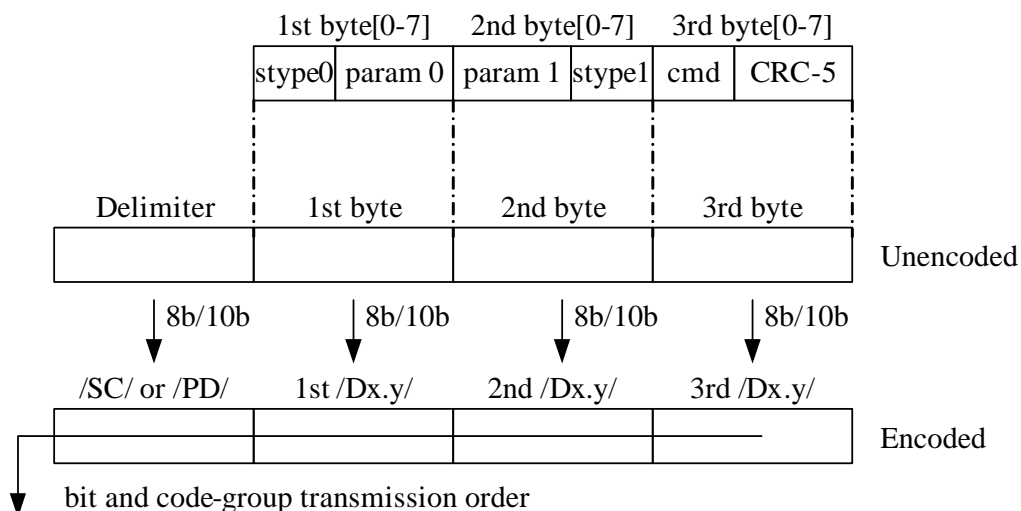 1st byte[0-7] 2nd byte[0-7] 3rd byte[0-7]
stype0 param 0 param 1 stype1 cmd CRC-5
Delimiter 1st byte 2nd byte 3rd byte
Unencoded
8b/10b 8b/10b 8b/10b 8b/10b
/SC/ or /PD/ 1st /Dx.y/ 2nd /Dx.y/ 3rd /Dx.y/
Encoded
bit and code-group transmission order